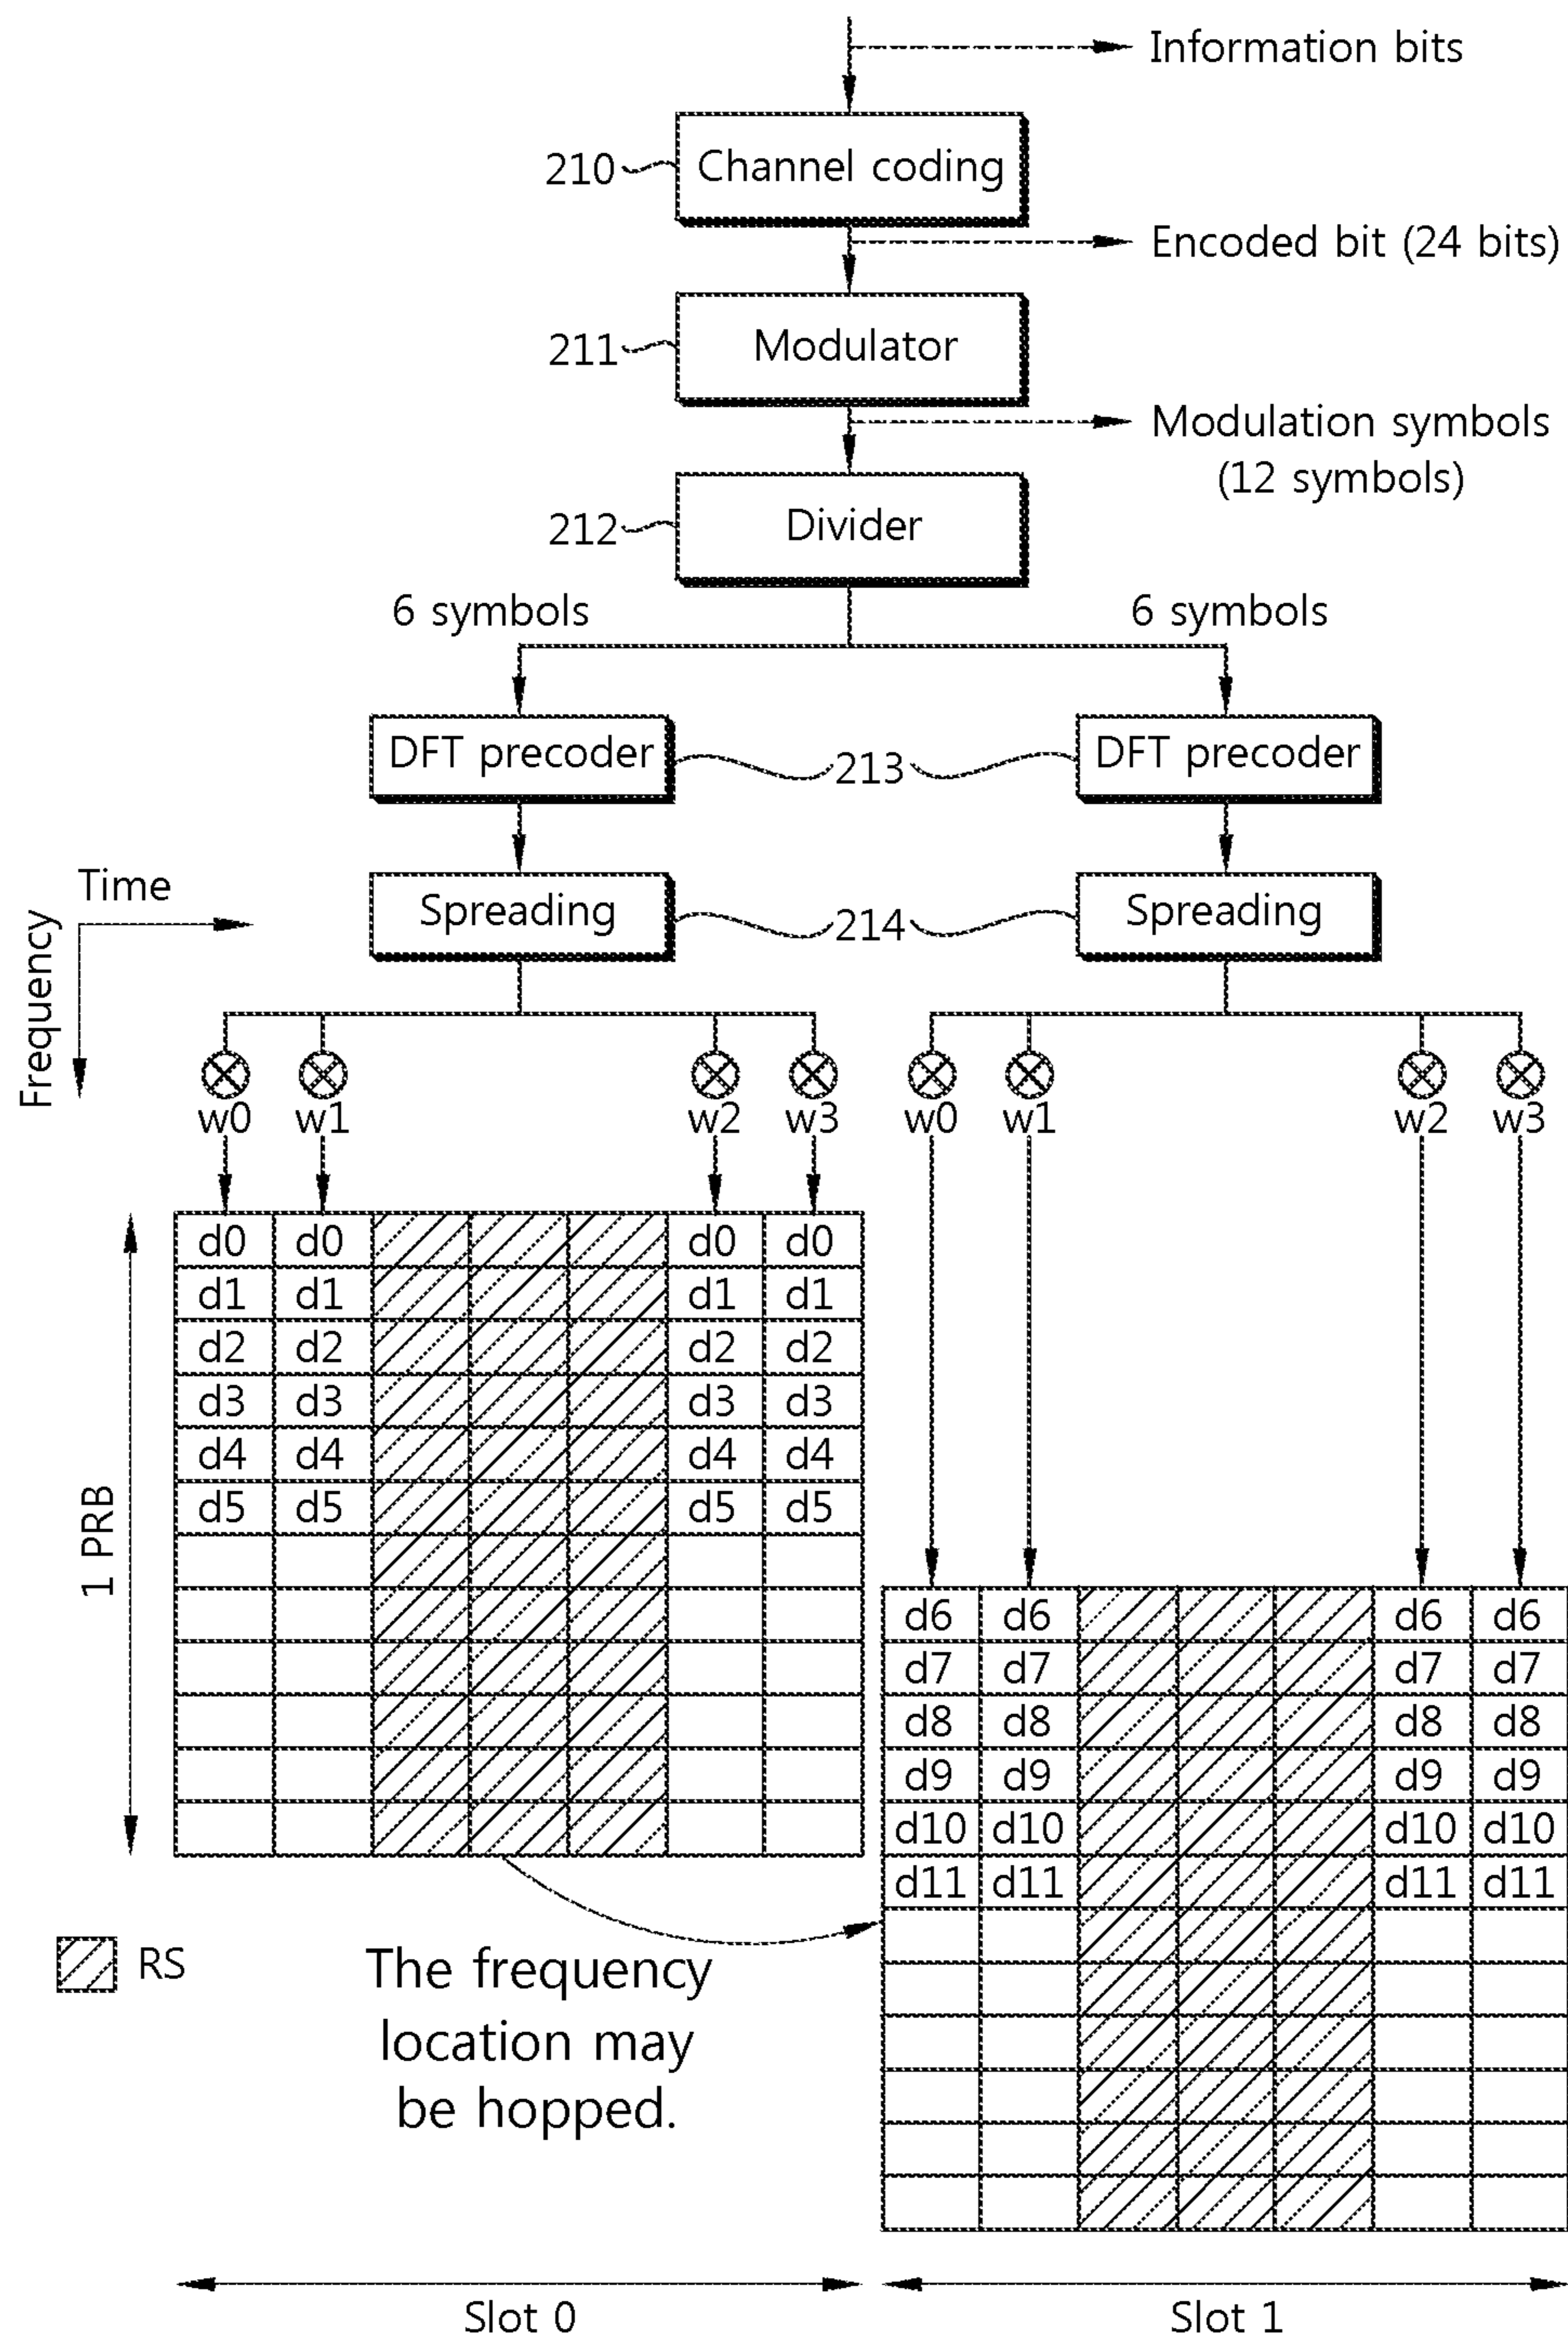 Information bits
210
Channel coding
Encoded bit (24 bits)
211
Modulator
Modulation symbols
(12 symbols)
212
Divider
6 symbols
6 symbols
DFT precoder
213
DFT precoder
Time
Frequency
Spreading
214
Spreading
w0 w1 w2 w3 w0 w1 w2 w3
1 PRB
d0 d0 d0 d0
d1 d1 d1 d1
d2 d2 d2 d2
d3 d3 d3 d3
d4 d4 d4 d4
d5 d5 d5 d5
d6 d6 d6 d6
d7 d7 d7 d7
d8 d8 d8 d8
d9 d9 d9 d9
d10 d10 d10 d10
d11 d11 d11 d11
RS
The frequency
location may
be hopped.
Slot 0
Slot 1